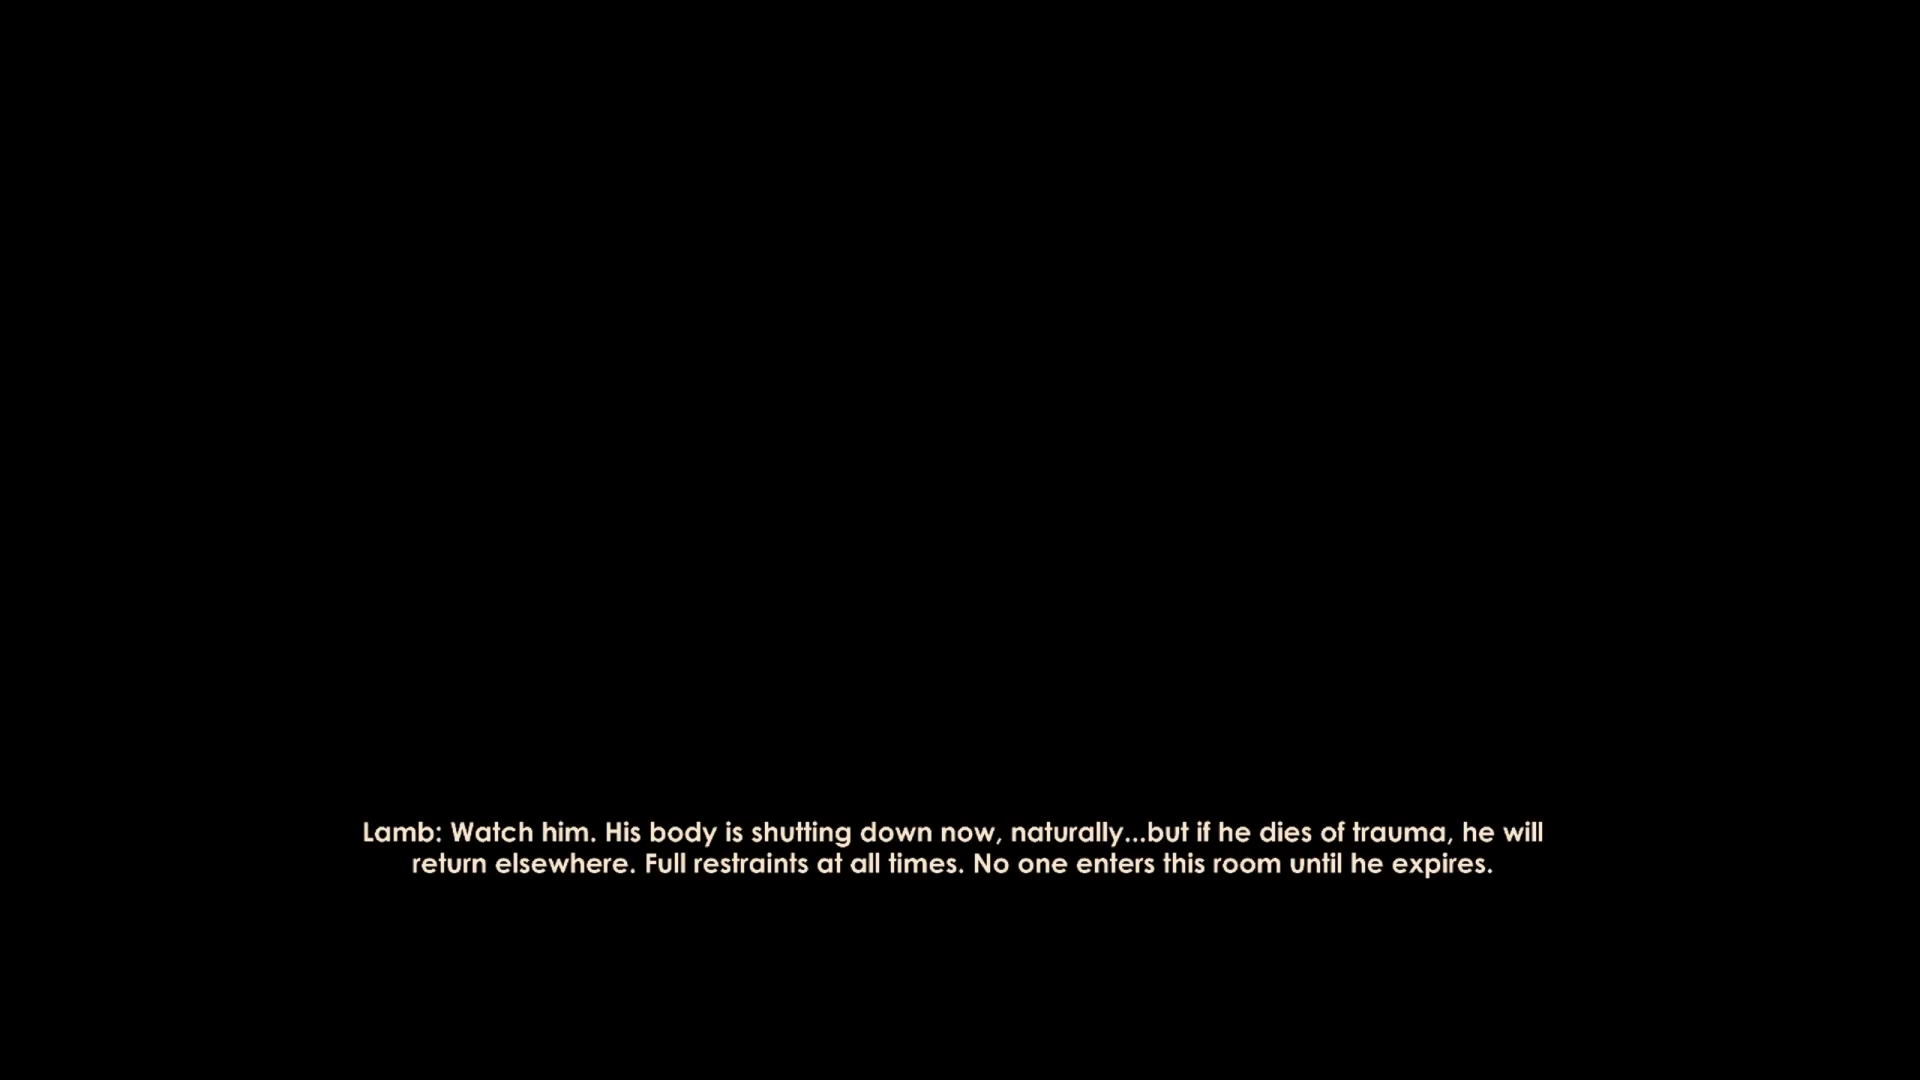 Lamb: Watch him. His body is shutting down now, naturally...but if he dies of trauma, he will
return elsewhere. Full restraints at all times. No one enters this room until he expires.